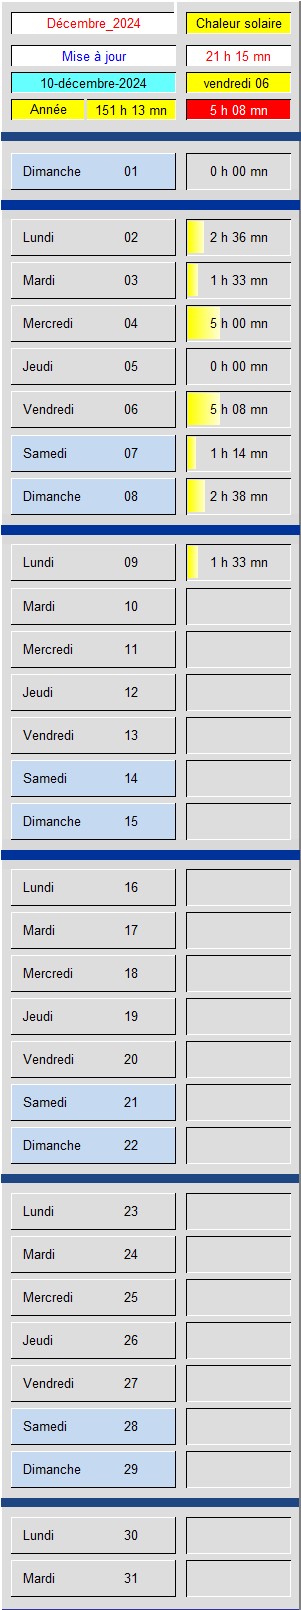 Décembre_2024 Chaleur solaire
Mise à jour 21 h 15 mn
10-décembre-2024 vendredi 06
Année 151 h 13 mn 5 h 08 mn
Dimanche 01 0 h 00 mn
Lundi 02 2 h 36 mn
Mardi 03 1 h 33 mn
Mercredi 04 5 h 00 mn
Jeudi 05 0 h 00 mn
Vendredi 06 5 h 08 mn
Samedi 07 1 h 14 mn
Dimanche 08 2 h 38 mn
Lundi 09 1 h 33 mn
Mardi 10
Mercredi 11
Jeudi 12
Vendredi 13
Samedi 14
Dimanche 15
Lundi 16
Mardi 17
Mercredi 18
Jeudi 19
Vendredi 20
Samedi 21
Dimanche 22
Lundi 23
Mardi 24
Mercredi 25
Jeudi 26
Vendredi 27
Samedi 28
Dimanche 29
Lundi 30
Mardi 31